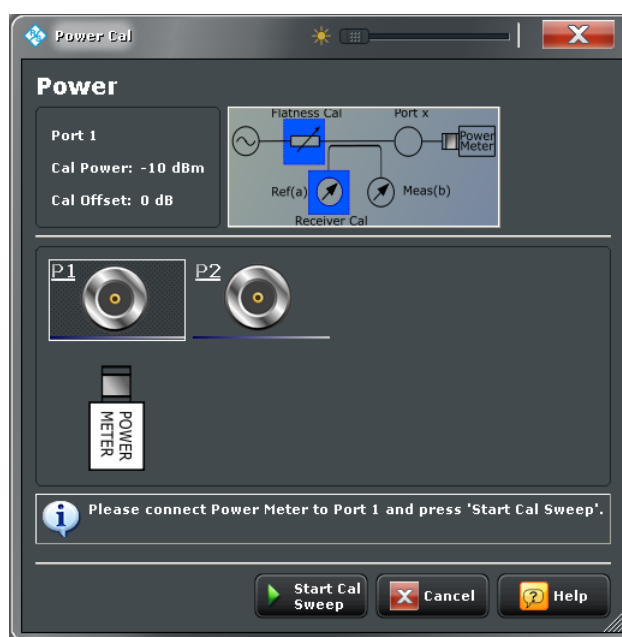 Power Cal
Power
Port 1
Cal Power: -10 dBm
Cal Offset: 0 dB
Flatness Cal
Port x
Power
Meter
Ref(a)
Meas(b)
Receiver Cal
P1
P2
POWER
METER
Please connect Power Meter to Port 1 and press 'Start Cal Sweep'.
Start Cal
Sweep
Cancel
Help